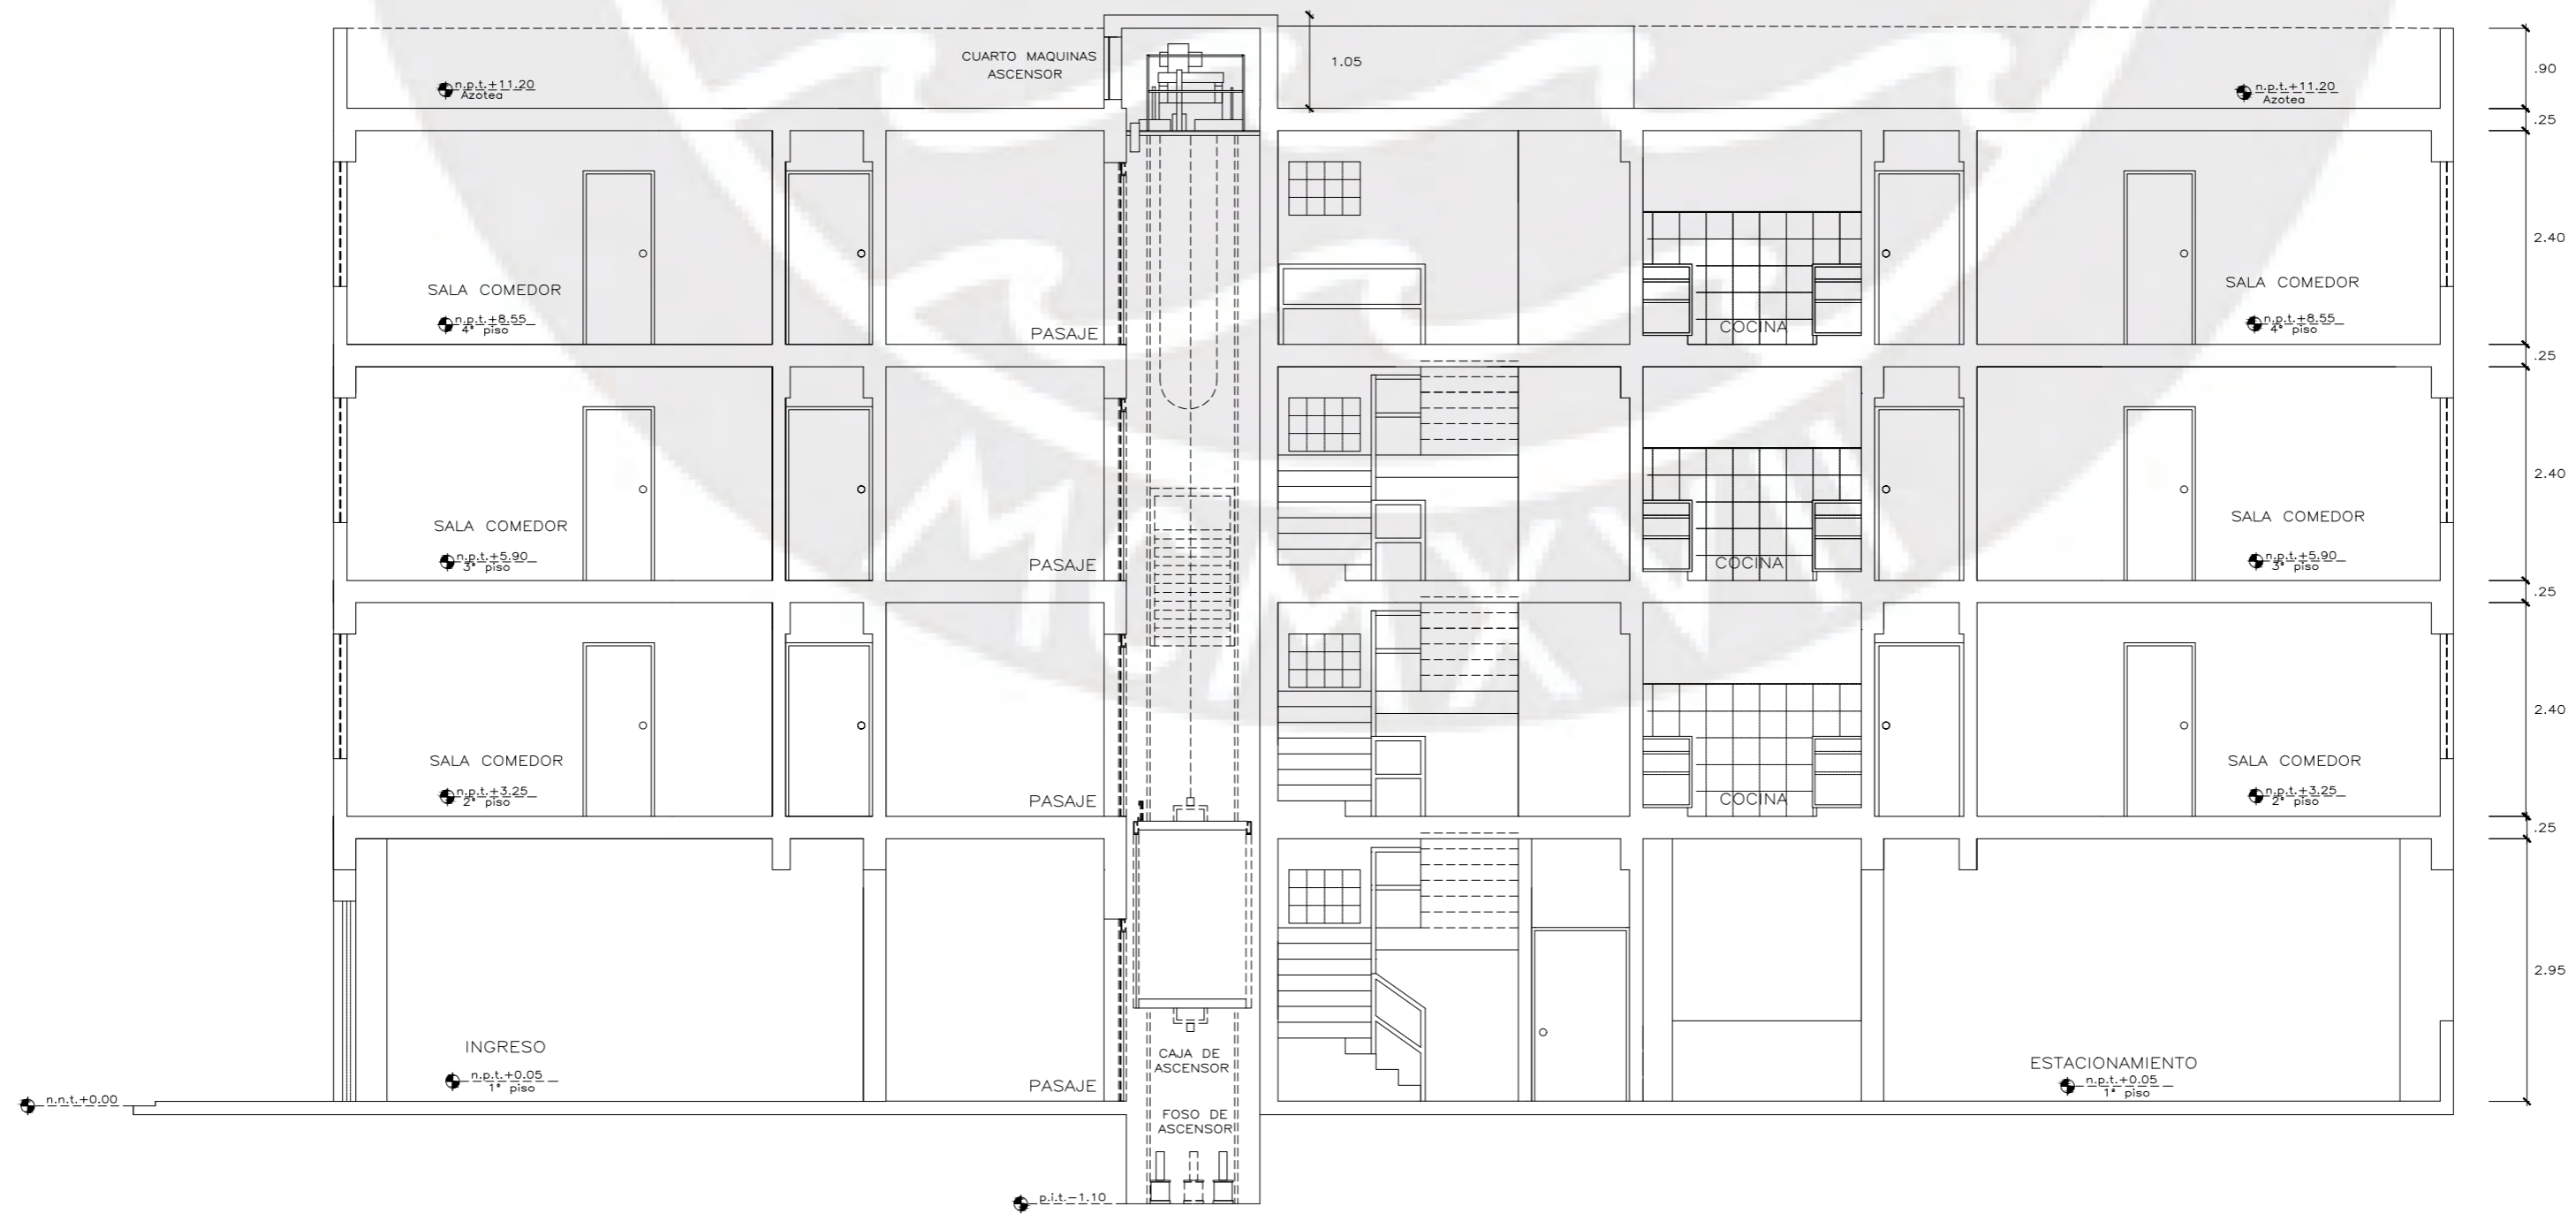 CUARTO MAQUINAS
ASCENSOR
1.05
.90
n.p.t.+11.20
Azotea
n.p.t.+11.20
Azotea
.25
2.40
SALA COMEDOR
SALA COMEDOR
n.p.t.+8.55
4° piso
PASAJE
COCINA
n.p.t.+8.55
4° piso
.25
2.40
SALA COMEDOR
SALA COMEDOR
n.p.t.+5.90
3° piso
PASAJE
COCINA
n.p.t.+5.90
3° piso
.25
2.40
SALA COMEDOR
SALA COMEDOR
n.p.t.+3.25
2° piso
PASAJE
COCINA
n.p.t.+3.25
2° piso
.25
2.95
INGRESO
CAJA DE
ASCENSOR
ESTACIONAMIENTO
n.p.t.+0.05
1° piso
PASAJE
n.p.t.+0.05
1° piso
n.n.t.+0.00
FOSO DE
ASCENSOR
p.i.t.-1.10
MCMXVII